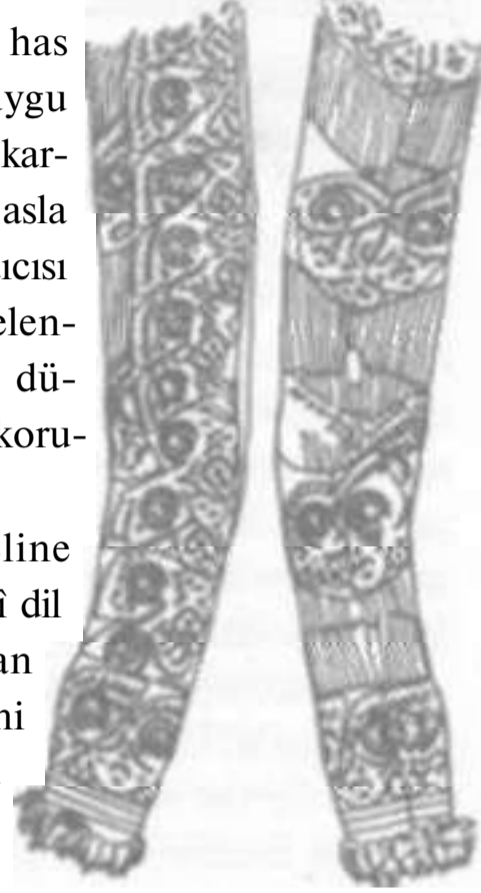 has
ygu
kar-
asla
ıcısı
elen-
dü-
koru-
line
î dil
an
ni